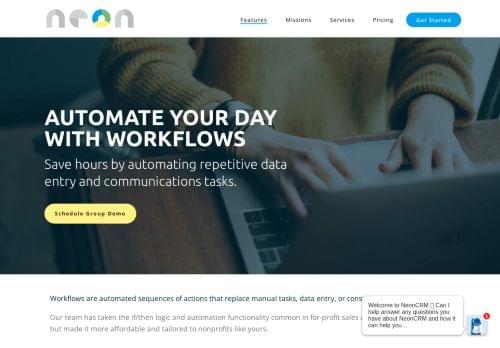 neon
Features
Missions
Services
Pricing
Get Started
AUTOMATE YOUR DAY
WITH WORKFLOWS
Save hours by automating repetitive data
entry and communications tasks.
Schedule Group Demo
Workflows are automated sequences of actions that replace manual tasks, data entry, or
Our team has taken the if/then logic and automation functionality common in for-profit sales
but made it more affordable and tailored to nonprofits like yours.
Welcome to NeonCRM Can I
help answer any questions you
have about NeonCRM and how it
can help you...
1